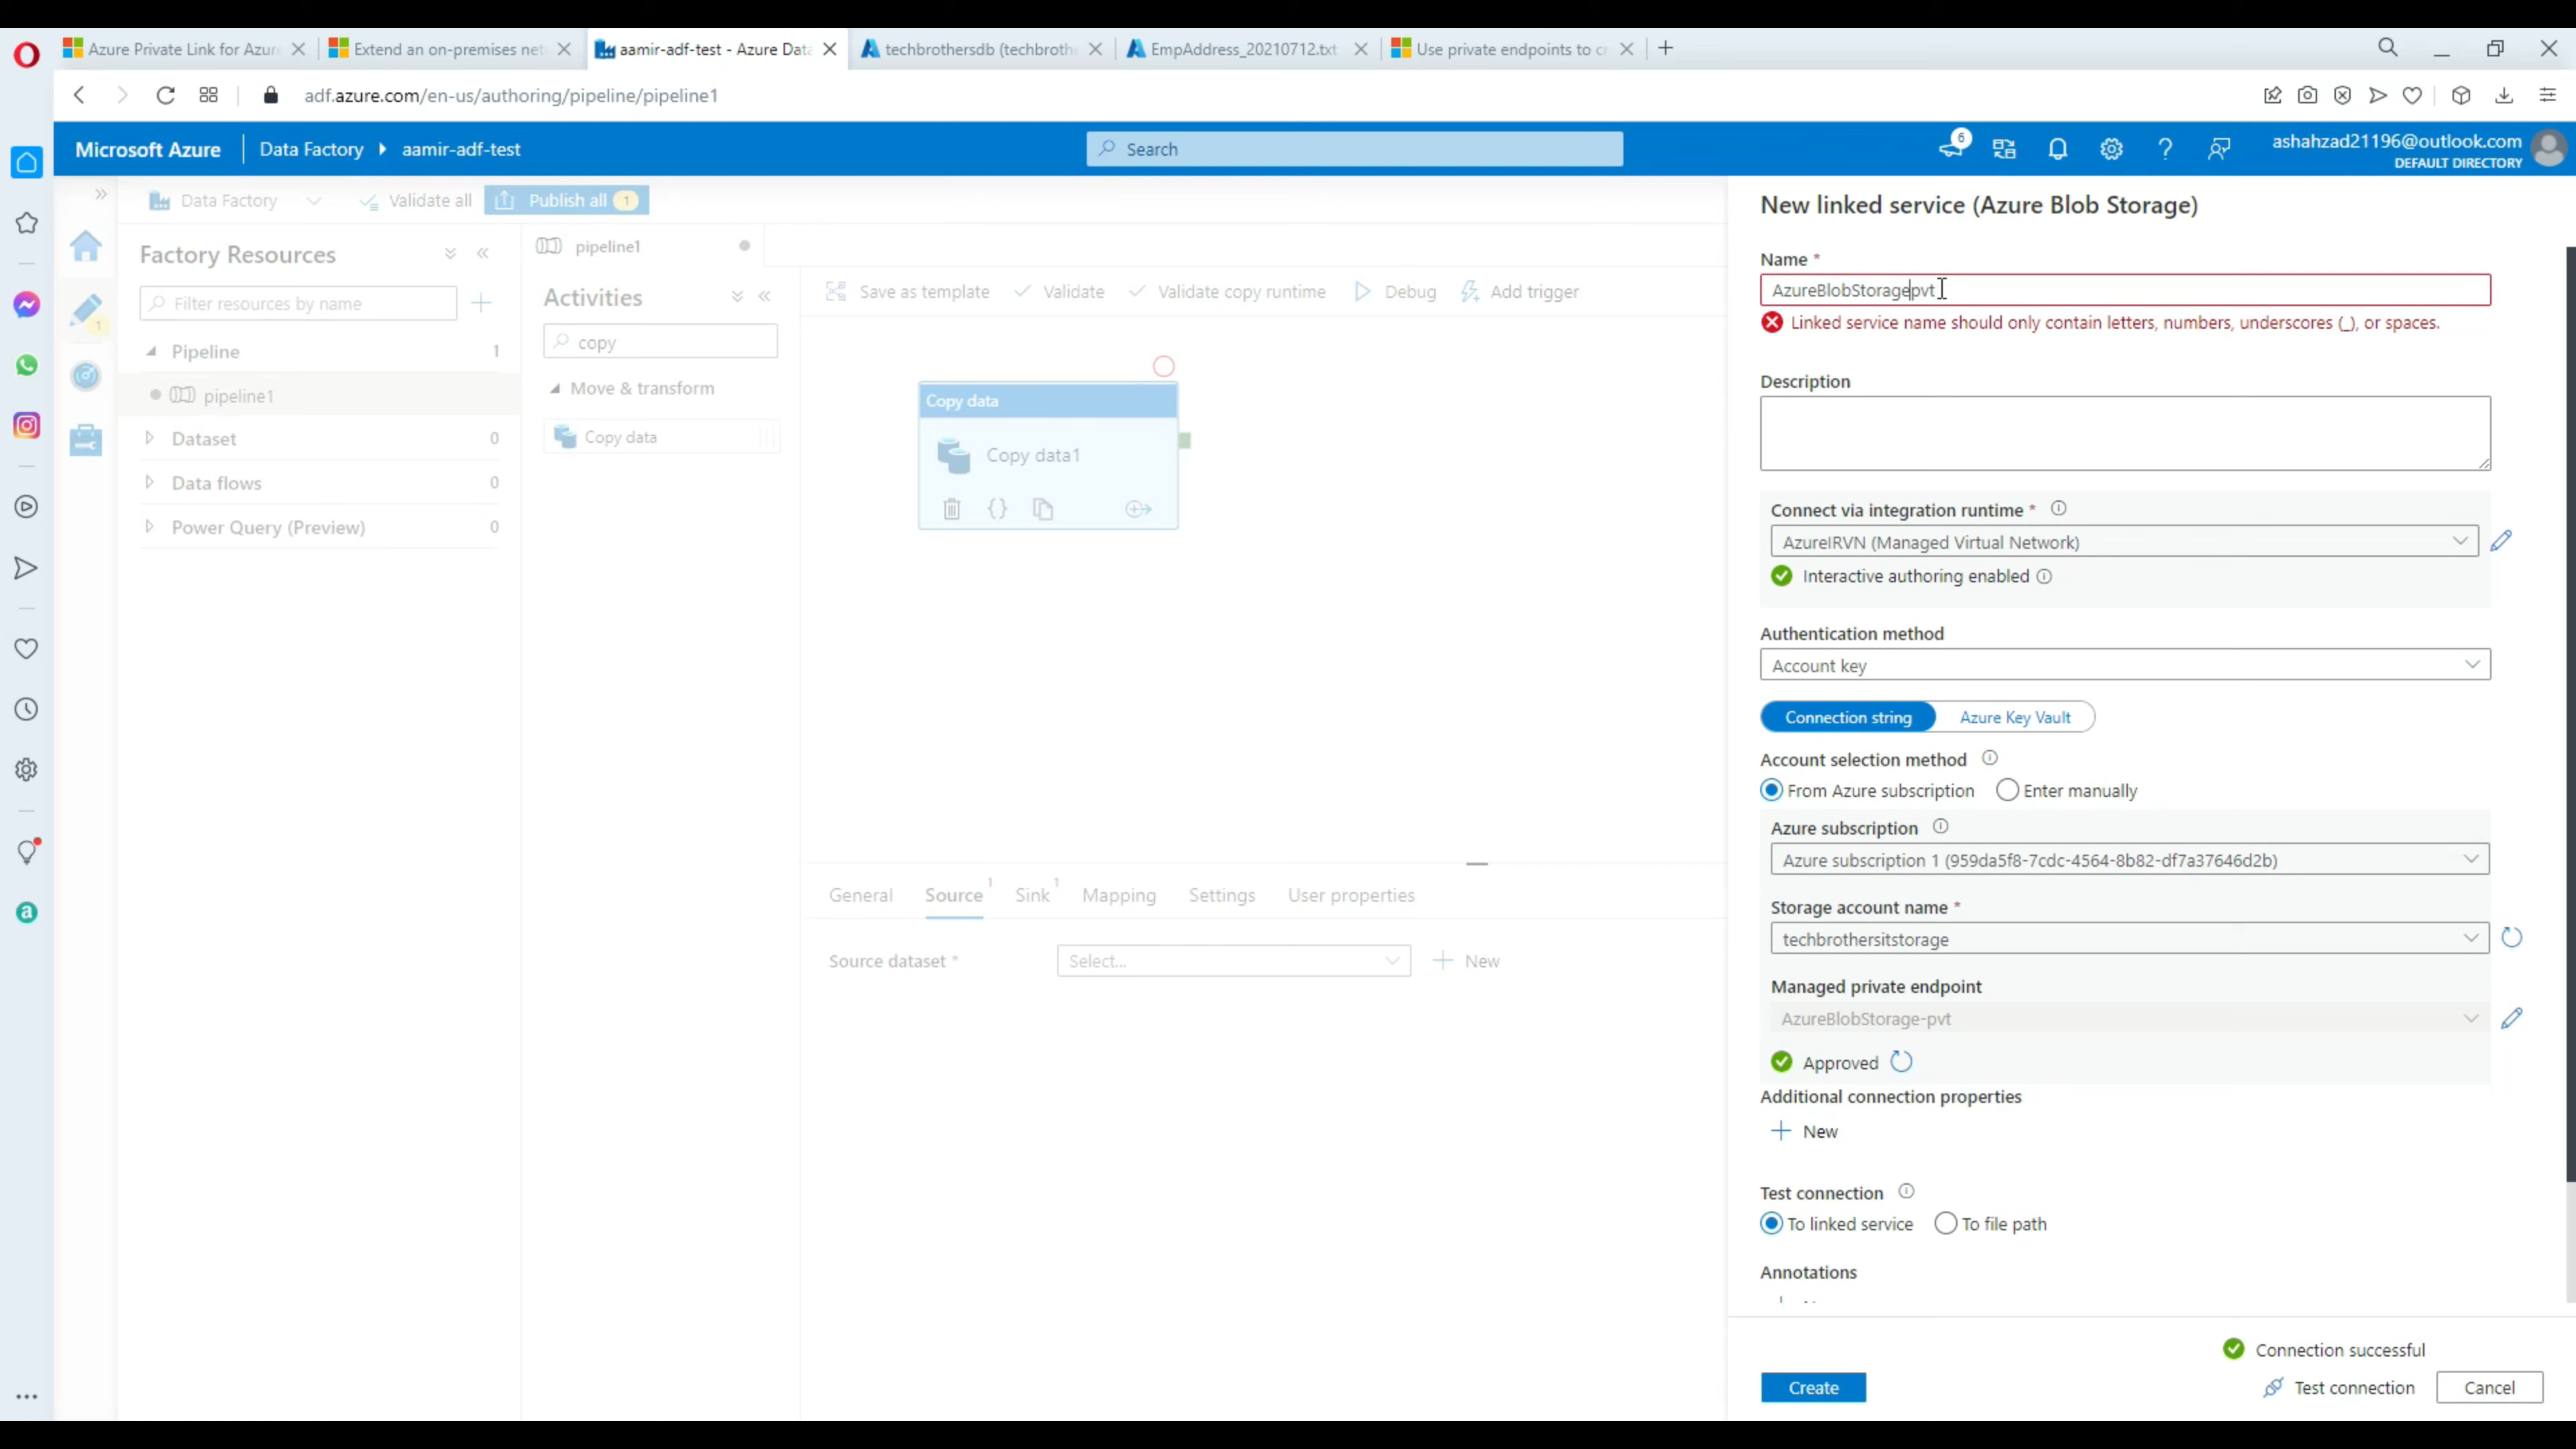 Azure Private Link for Azure
Extend an on-premises net
aamir-adf-test - Azure Data
techbrothersdb (techbroth
EmpAddress_20210712.txt
Use private endpoints to cr
adf.azure.com/en-us/authoring/pipeline/pipeline1
Microsoft Azure
Data Factory
aamir-adf-test
Search
6
ashahzad21196@outlook.com
DEFAULT DIRECTORY
Data Factory
Validate all
Publish all
1
Factory Resources
Filter resources by name
1
Pipeline
1
pipeline1
Dataset
0
Data flows
0
Power Query (Preview)
0
pipeline1
Activities
copy
Move & transform
Copy data
Save as template
Validate
Validate copy runtime
Debug
Add trigger
Copy data
Copy data1
General
Source
1
Sink
1
Mapping
Settings
User properties
Source dataset *
Select...
New
New linked service (Azure Blob Storage)
Name *
AzureBlobStoragepvt
Linked service name should only contain letters, numbers, underscores (_), or spaces.
Description
Connect via integration runtime *
AzureIRVN (Managed Virtual Network)
Interactive authoring enabled
Authentication method
Account key
Connection string
Azure Key Vault
Account selection method
From Azure subscription
Enter manually
Azure subscription
Azure subscription 1 (959da5f8-7cdc-4564-8b82-df7a37646d2b)
Storage account name *
techbrothersitstorage
Managed private endpoint
AzureBlobStorage-pvt
Approved
Additional connection properties
New
Test connection
To linked service
To file path
Annotations
Connection successful
Create
Test connection
Cancel